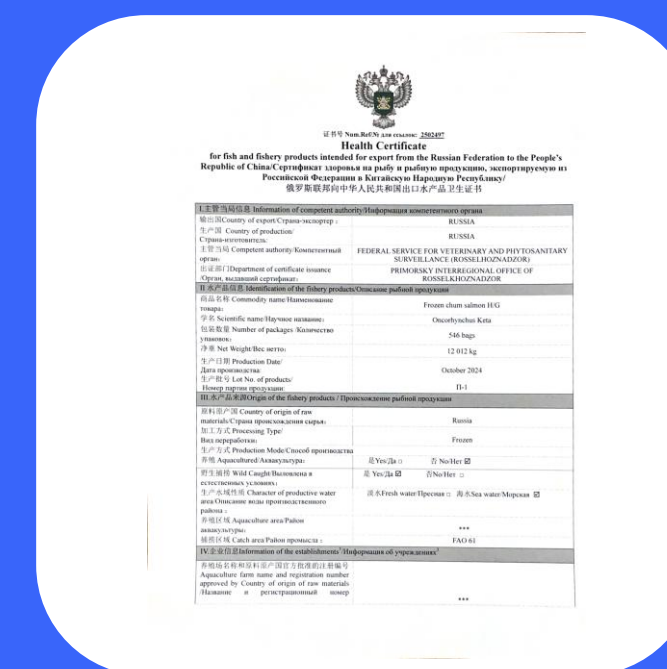 证书号 Num.Ref/№ для ссылок: 2502497
Health Certificate
for fish and fishery products intended for export from the Russian Federation to the People's
Republic of China/Сертификат здоровья на рыбу и рыбную продукцию, экспортируемую из
Российской Федерации в Китайскую Народную Республику/
俄罗斯联邦向中华人民共和国出口水产品卫生证书
I.主管当局信息 Information of competent authority/Информация компетентного органа
输出国Country of export/Страна-экспортер : RUSSIA
生产国 Country of production/
Страна-изготовитель: RUSSIA
主管当局 Competent authority/Компетентный
орган: FEDERAL SERVICE FOR VETERINARY AND PHYTOSANITARY
SURVEILLANCE (ROSSELHOZNADZOR)
出证部门Department of certificate issuance
/Орган, выдавший сертификат: PRIMORSKY INTERREGIONAL OFFICE OF
ROSSELKHOZNADZOR
II.水产品信息 Identification of the fishery products/Описание рыбной продукции
商品名称 Commodity name/Наименование
товара: Frozen chum salmon H/G
学名 Scientific name/Научное название: Oncorhynchus Keta
包装数量 Number of packages /Количество
упаковок: 546 bags
净重 Net Weight/Вес нетто: 12 012 kg
生产日期 Production Date/
Дата производства: October 2024
生产批号 Lot No. of products/
Номер партии продукции: П-1
III.水产品来源Origin of the fishery products / Происхождение рыбной продукции
原料原产国 Country of origin of raw
materials/Страна происхождения сырья: Russia
加工方式 Processing Type/
Вид переработки: Frozen
生产方式 Production Mode/Способ производства
养殖 Aquacultured/Аквакультура: 是Yes/Да □ 否 No/Нет ☑
野生捕捞 Wild Caught/Выловлена в
естественных условиях: 是 Yes/Да ☑ 否No/Нет □
生产水域性质 Character of productive water
area/Описание воды производственного
района : 淡水Fresh water/Пресная □ 海水Sea water/Морская ☑
养殖区域 Aquaculture area/Район
аквакультуры: ***
捕捞区域 Catch area/Район промысла : FAO 61
IV.企业信息Information of the establishments¹/Информация об учреждениях¹
养殖场名称和原料原产国官方批准的注册编号
Aquaculture farm name and registration number
approved by Country of origin of raw materials
/Название и регистрационный номер
***